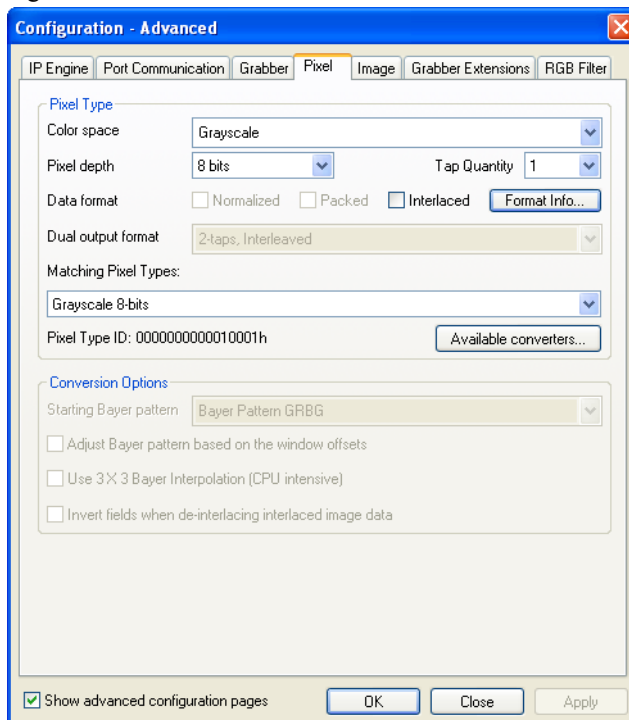 Configuration - Advanced
IP Engine Port Communication Grabber Pixel Image Grabber Extensions RGB Filter
Pixel Type
Color space Grayscale
Pixel depth 8 bits Tap Quantity 1
Data format Normalized Packed Interlaced Format Info...
Dual output format 2-taps, Interleaved
Matching Pixel Types:
Grayscale 8-bits
Pixel Type ID: 0000000000010001h Available converters...
Conversion Options
Starting Bayer pattern Bayer Pattern GRBG
Adjust Bayer pattern based on the window offsets
Use 3 X 3 Bayer Interpolation (CPU intensive)
Invert fields when de-interlacing interlaced image data
Show advanced configuration pages OK Close Apply